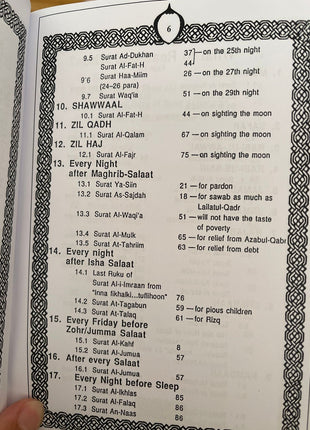 6
9.5 Surat Ad-Dukhan 37 — on the 25th night
Surat Al-Fat-H 44
9.6 Surat Haa-Miim 26 — on the 27th night
(24-26 para)
9.7 Surat Waq'ia 51 — on the 29th night
10. SHAWWAAL
10.1 Surat Al-Fat-H 44 — on sighting the moon
11. ZIL QADH
11.1 Surat Al-Qalam 67 — on sighting the moon
12. ZIL HAJ
12.1 Surat Al-Fajr 75 — on sighting the moon
13. Every Night
after Maghrib-Salaat
13.1 Surat Ya-Siin 21 — for pardon
13.2 Surat As-Sajdah 18 — for sawab as much as
Lailatul-Qadr
13.3 Surat Al-Waqi'a 51 — will not have the taste
of poverty
13.4 Surat Al-Mulk 65 — for relief from Azabul-Qabr
13.5 Surat At-Tahriim 63 — for relief from debt
14. Every night
after Isha Salaat
14.1 Last Ruku of
Surat Al-i-Imraan from
"Inna fikhalki...tuflihoon" 76
14.2 Surat At-Tagabun 59 — for pious children
14.3 Surat At-Talaq 61 — for Rizq
15. Every Friday before
Zohr/Jumma Salaat
15.1 Surat Al-Kahf 8
15.2 Surat Al-Jumua 57
16. After every Salaat
16.1 Surat Al-Jumua 57
17. Every Night before Sleep
17.1 Surat Al-Ikhlas 85
17.2 Surat Al-Falaq 86
17.3 Surat An-Naas 86